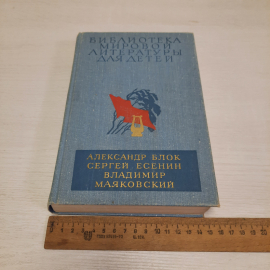 БИБЛИОТЕКА
МИРОВОЙ
ЛИТЕРАТУРЫ
ДЛЯ ДЕТЕЙ
АЛЕКСАНДР БЛОК
СЕРГЕЙ ЕСЕНИН
ВЛАДИМИР
МАЯКОВСКИЙ